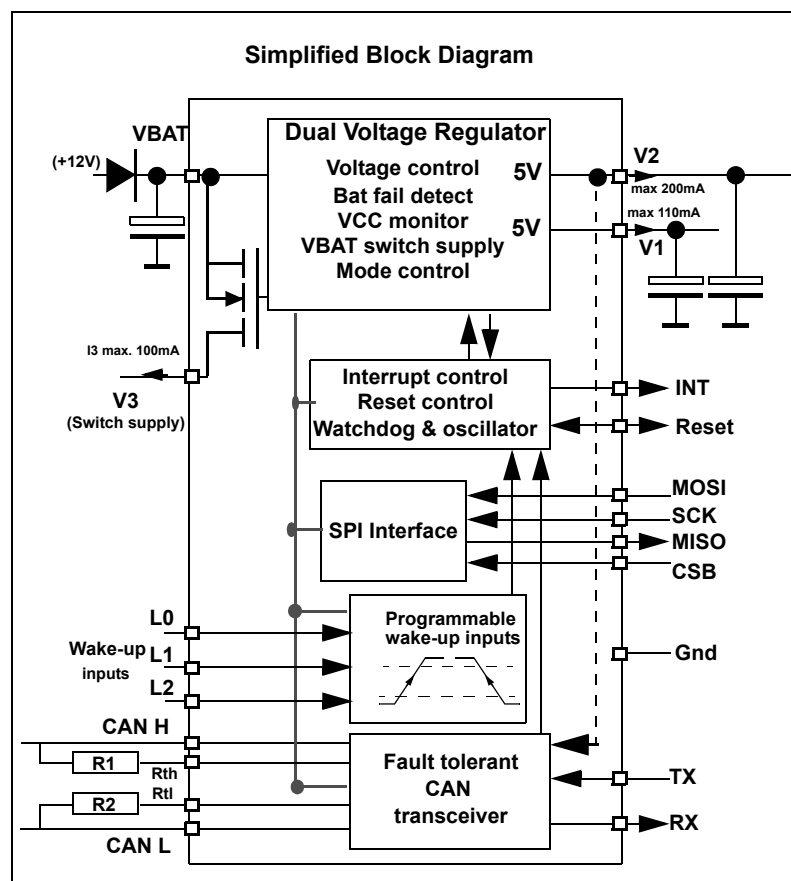 Simplified Block Diagram
VBAT
(+12V)
Dual Voltage Regulator
Voltage control
Bat fail detect
VCC monitor
VBAT switch supply
Mode control
5V
5V
V2
max 200mA
max 110mA
V1
I3 max. 100mA
V3
(Switch supply)
Interrupt control
Reset control
Watchdog & oscillator
INT
Reset
SPI Interface
MOSI
SCK
MISO
CSB
L0
Wake-up
inputs
L1
L2
Programmable
wake-up inputs
Gnd
CAN H
R1
Rth
Rtl
R2
CAN L
Fault tolerant
CAN
transceiver
TX
RX